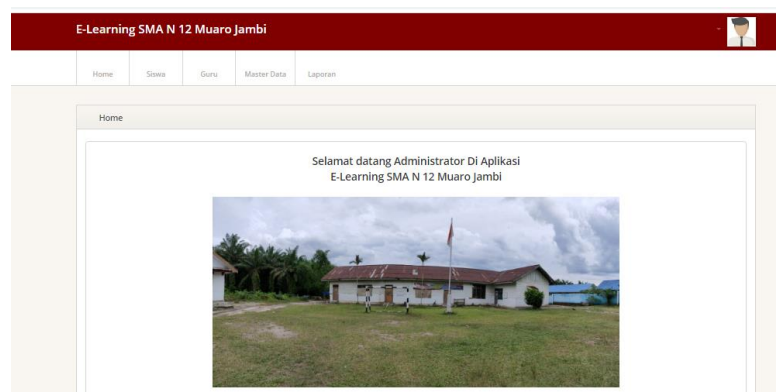 E-Learning SMA N 12 Muaro Jambi
Home Siswa Guru Master Data Laporan
Home
Selamat datang Administrator Di Aplikasi
E-Learning SMA N 12 Muaro Jambi